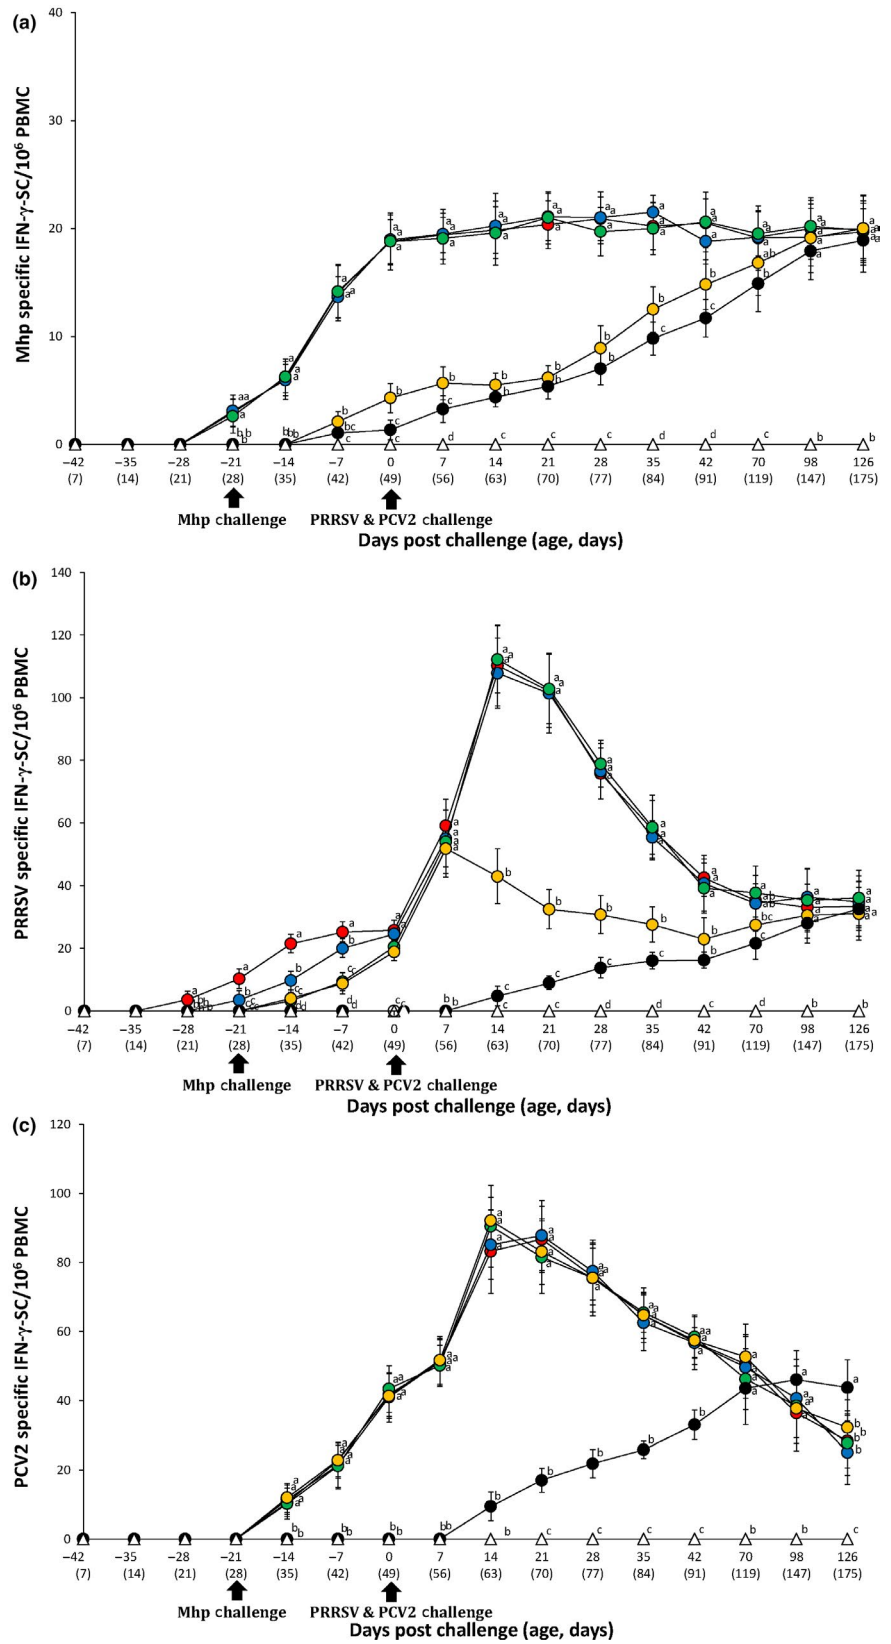 (a)
Mhp specific IFN-γ-SC/10⁶ PBMC
40
30
20
10
0
−42 −35 −28 −21 −14 −7 0 7 14 21 28 35 42 70 98 126
(7) (14) (21) (28) (35) (42) (49) (56) (63) (70) (77) (84) (91) (119) (147) (175)
Mhp challenge PRRSV & PCV2 challenge
Days post challenge (age, days)
(b)
PRRSV specific IFN-γ-SC/10⁶ PBMC
140
120
100
80
60
40
20
0
−42 −35 −28 −21 −14 −7 0 7 14 21 28 35 42 70 98 126
(7) (14) (21) (28) (35) (42) (49) (56) (63) (70) (77) (84) (91) (119) (147) (175)
Mhp challenge PRRSV & PCV2 challenge
Days post challenge (age, days)
(c)
PCV2 specific IFN-γ-SC/10⁶ PBMC
120
100
80
60
40
20
0
−42 −35 −28 −21 −14 −7 0 7 14 21 28 35 42 70 98 126
(7) (14) (21) (28) (35) (42) (49) (56) (63) (70) (77) (84) (91) (119) (147) (175)
Mhp challenge PRRSV & PCV2 challenge
Days post challenge (age, days)